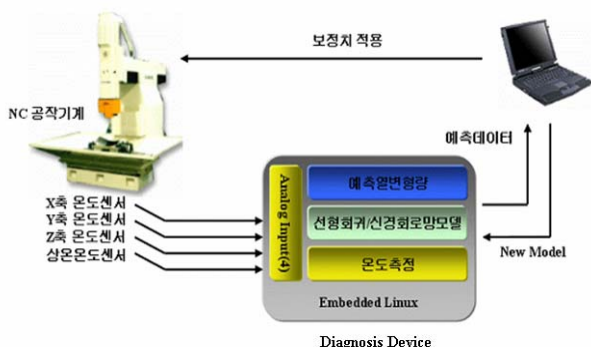 보정치 적용
NC 공작기계
예측데이터
X축 온도센서
Y축 온도센서
Z축 온도센서
상온온도센서
Analog Input(4)
예측열변형량
선형회귀/신경회로망모델
온도측정
New Model
Embedded Linux
Diagnosis Device